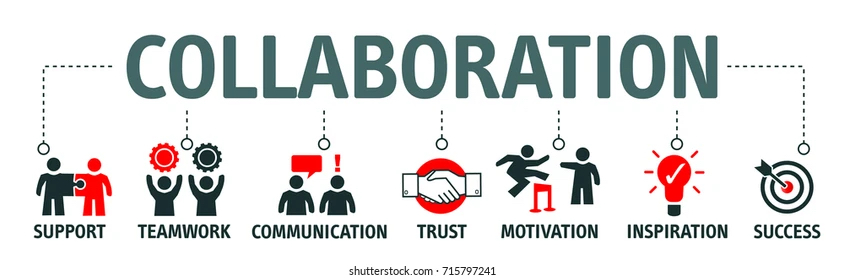 COLLABORATION
SUPPORT TEAMWORK COMMUNICATION TRUST MOTIVATION INSPIRATION SUCCESS
shutterstock.com · 715797241